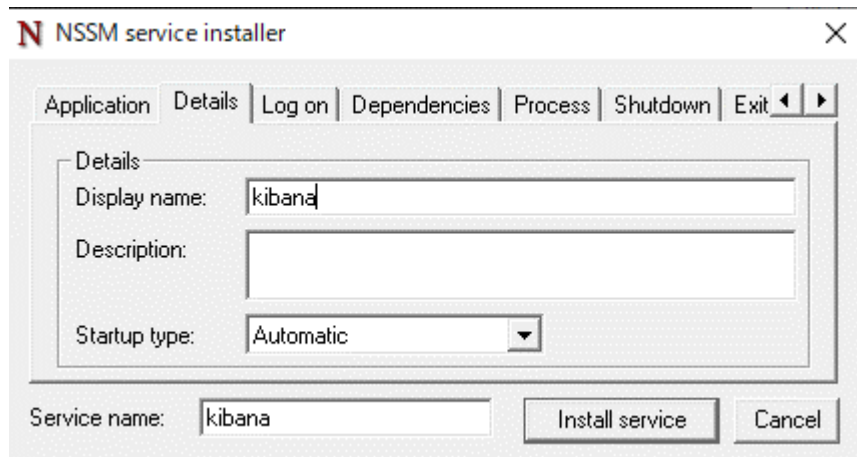 N NSSM service installer
Application Details Log on Dependencies Process Shutdown Exit
Details
Display name: kibana
Description:
Startup type: Automatic
Service name: kibana Install service Cancel